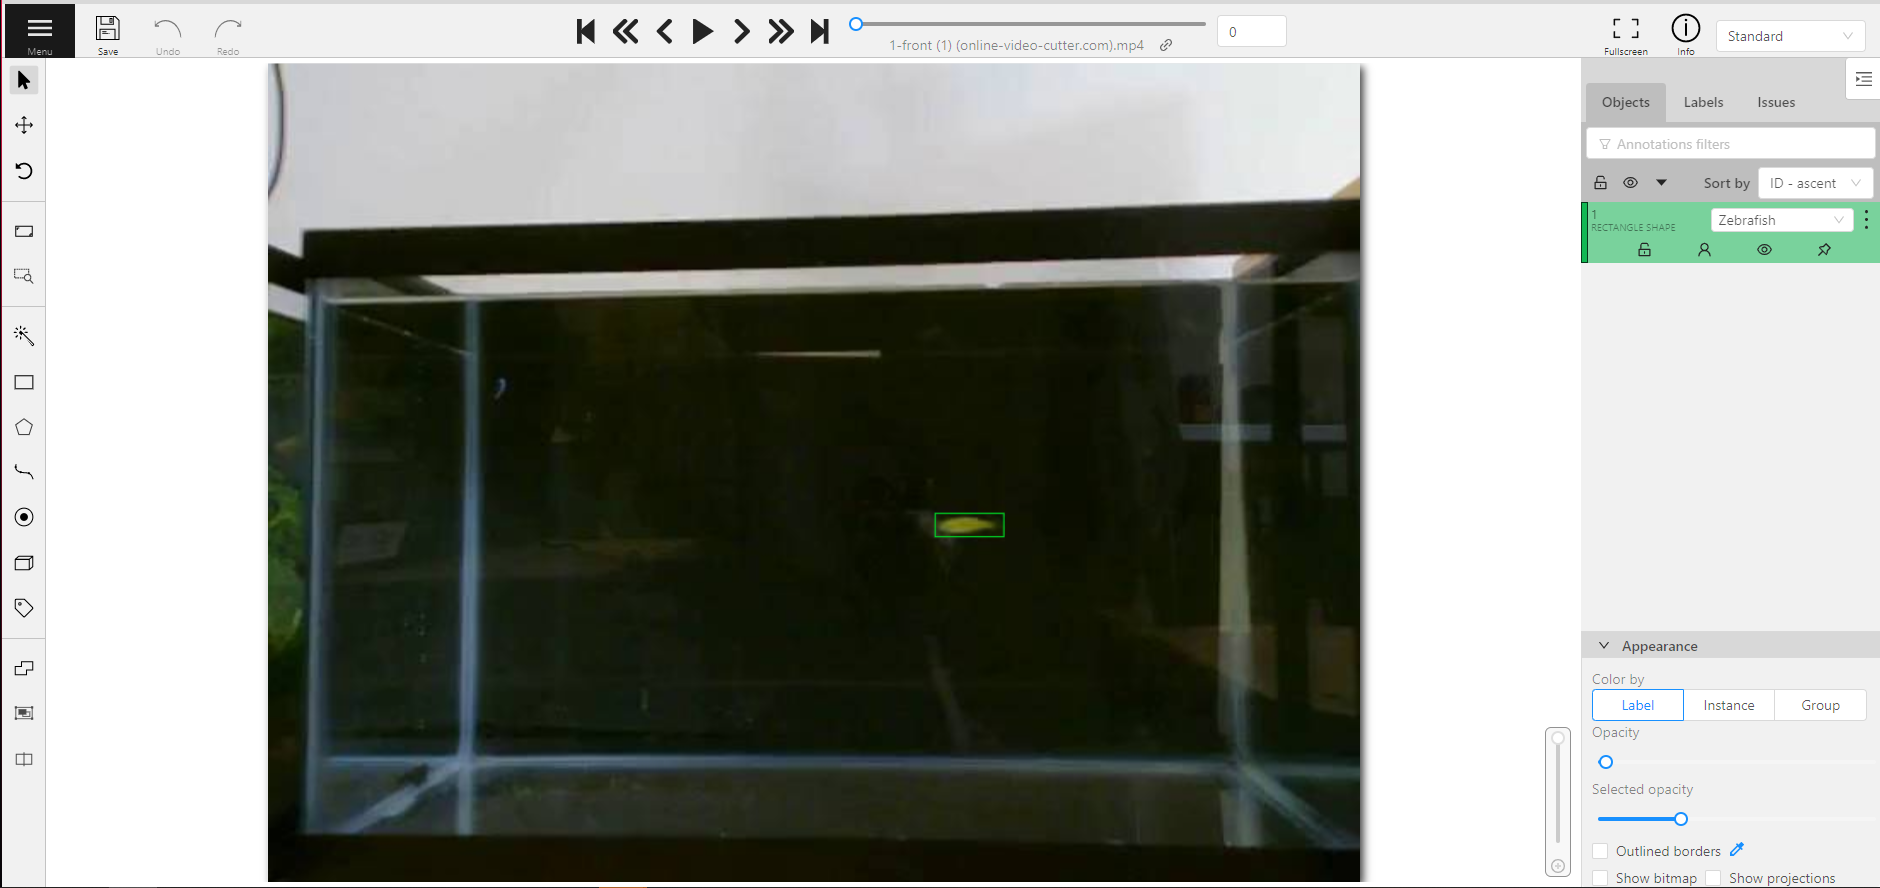 Menu
Save
Undo
Redo
1-front (1) (online-video-cutter.com).mp4
0
Fullscreen
Info
Standard
Objects
Labels
Issues
Annotations filters
Sort by
ID - ascent
1
RECTANGLE SHAPE
Zebrafish
Appearance
Color by
Label
Instance
Group
Opacity
Selected opacity
Outlined borders
Show bitmap
Show projections